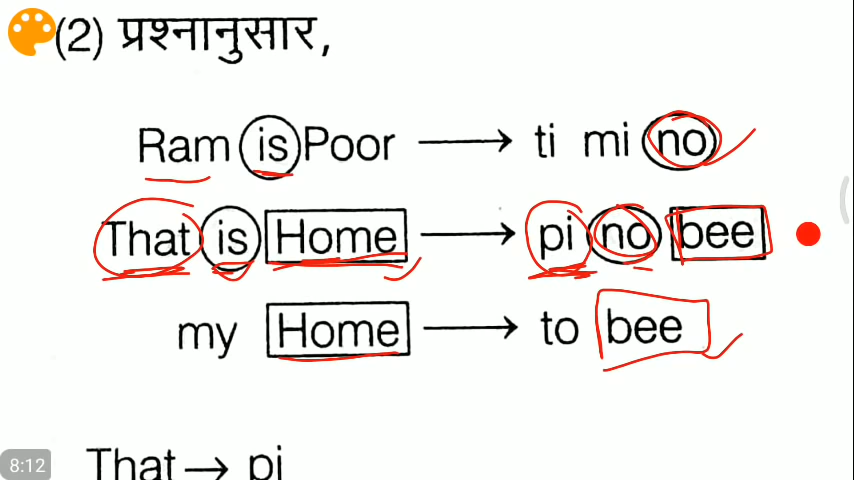 (2) प्रश्नानुसार,
Ram is Poor ⟶ ti mi no
That is Home ⟶ pi no bee
my Home ⟶ to bee
That → pi
8:12